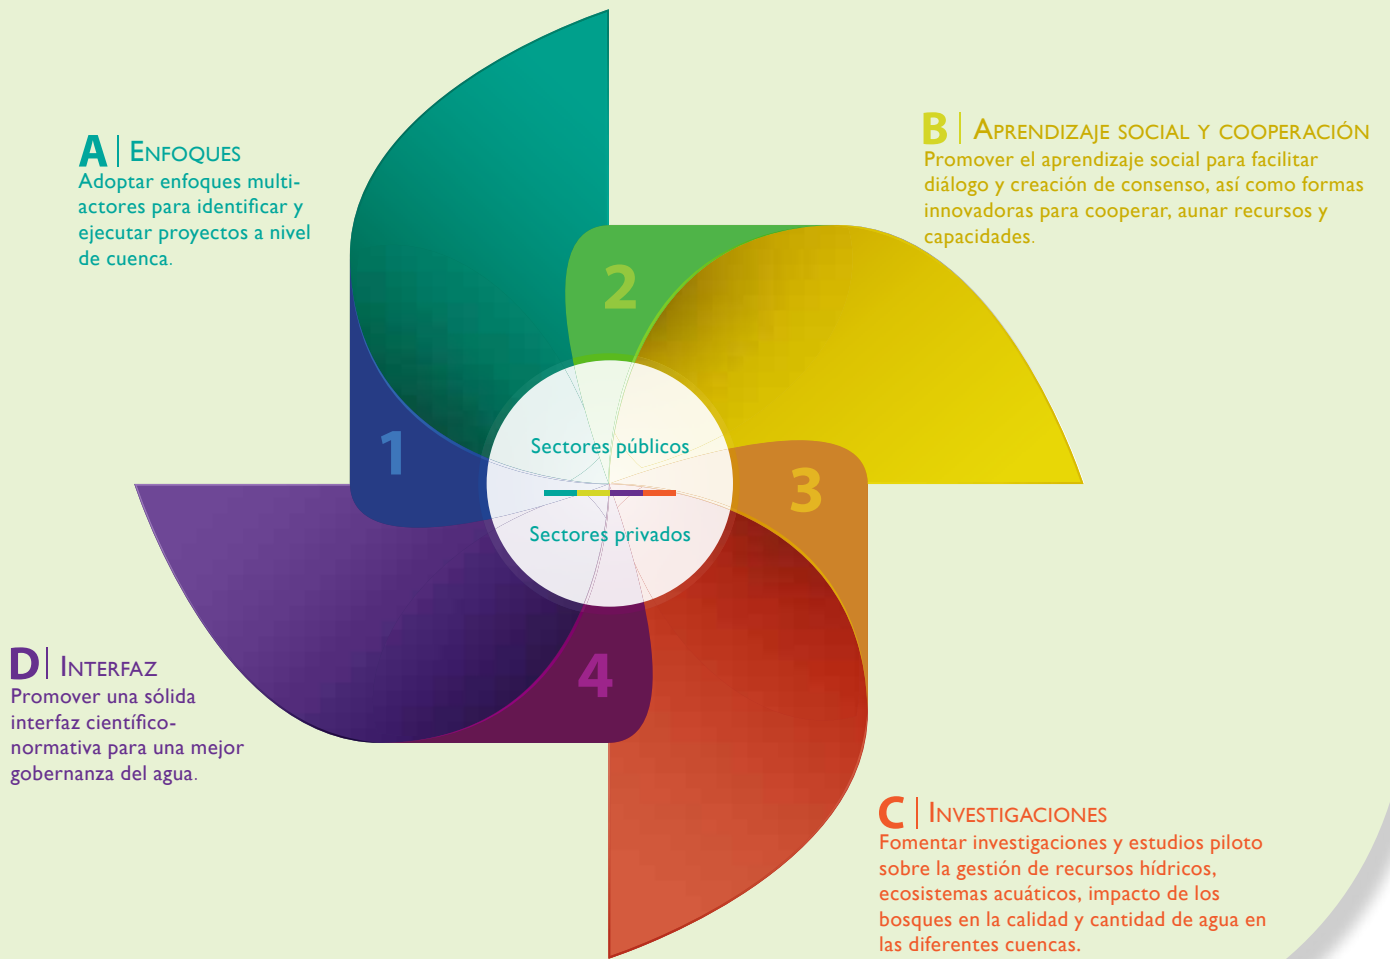 A | ENFOQUES
Adoptar enfoques multi-
actores para identificar y
ejecutar proyectos a nivel
de cuenca.
B | APRENDIZAJE SOCIAL Y COOPERACIÓN
Promover el aprendizaje social para facilitar
diálogo y creación de consenso, así como formas
innovadoras para cooperar, aunar recursos y
capacidades.
2
1
Sectores públicos
3
Sectores privados
4
D | INTERFAZ
Promover una sólida
interfaz científico-
normativa para una mejor
gobernanza del agua.
C | INVESTIGACIONES
Fomentar investigaciones y estudios piloto
sobre la gestión de recursos hídricos,
ecosistemas acuáticos, impacto de los
bosques en la calidad y cantidad de agua en
las diferentes cuencas.